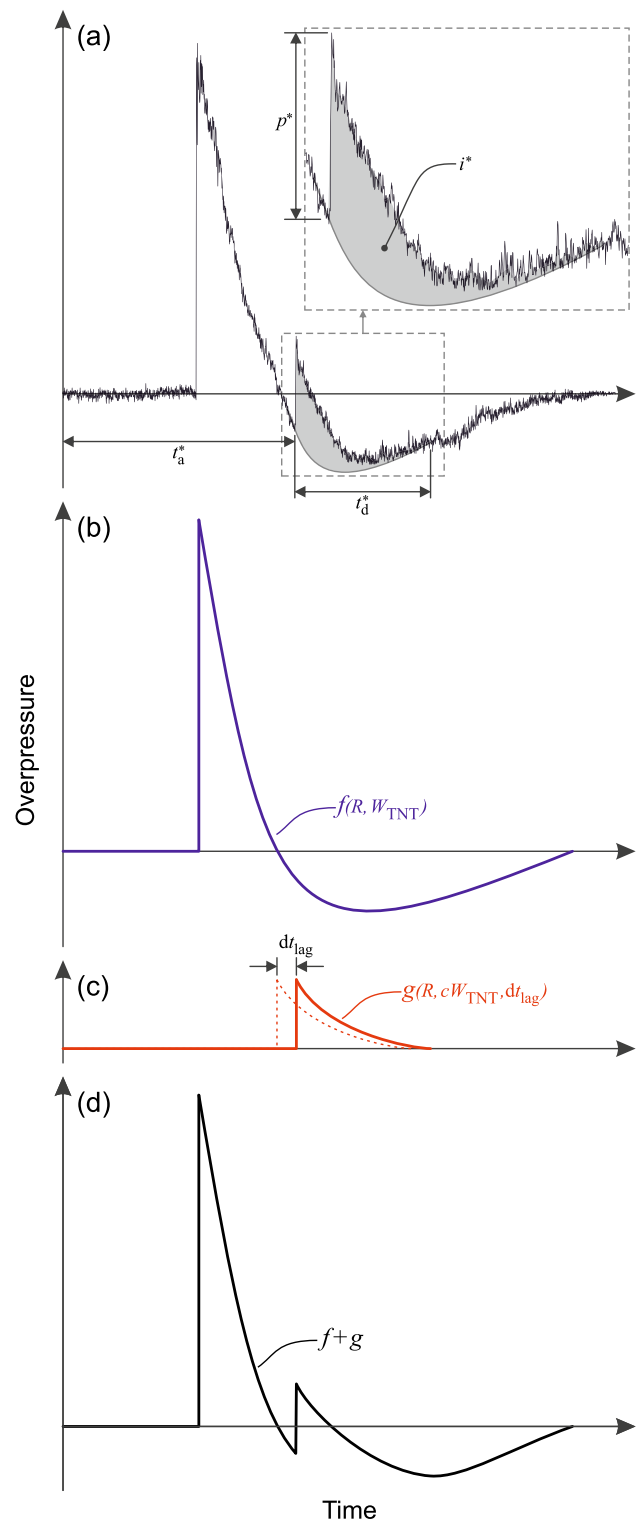 (a)
p*
i*
t*a
t*d
(b)
f(R, WTNT)
Overpressure
dtlag
(c)
g(R, cWTNT, dtlag)
(d)
f+g
Time